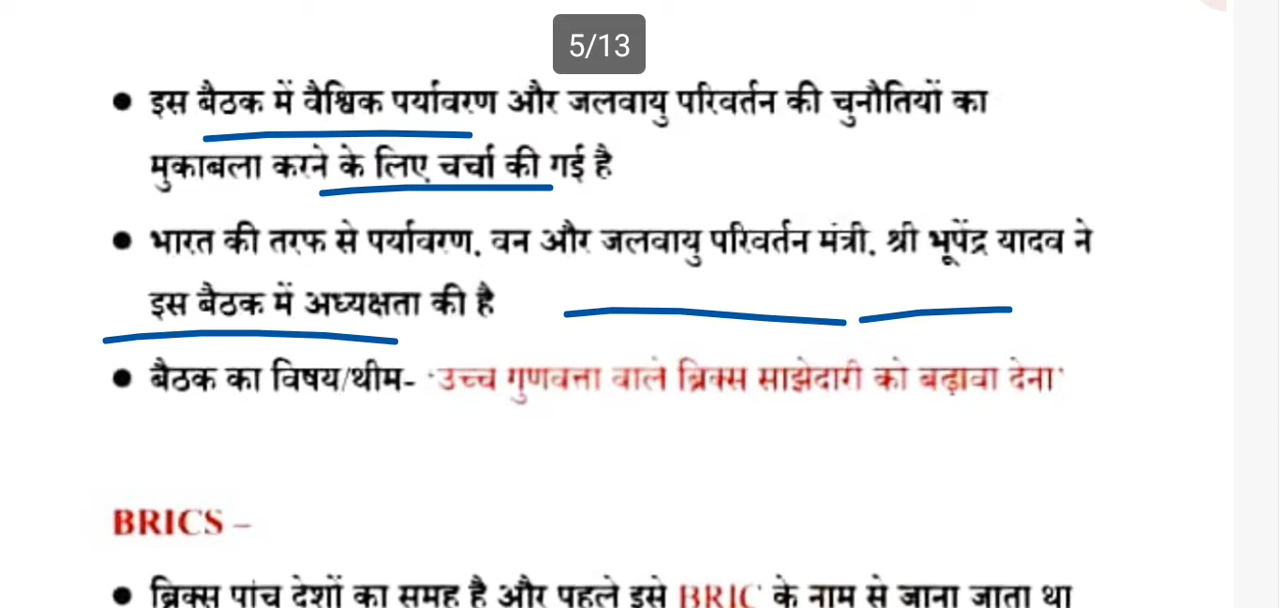 5/13
● इस बैठक में वैश्विक पर्यावरण और जलवायु परिवर्तन की चुनौतियों का
मुकाबला करने के लिए चर्चा की गई है
● भारत की तरफ से पर्यावरण, वन और जलवायु परिवर्तन मंत्री, श्री भूपेंद्र यादव ने
इस बैठक में अध्यक्षता की है
● बैठक का विषय/थीम- 'उच्च गुणवत्ता वाले ब्रिक्स साझेदारी को बढ़ावा देना'
BRICS –
● ब्रिक्स पांच देशों का समूह है और पहले इसे BRIC के नाम से जाना जाता था